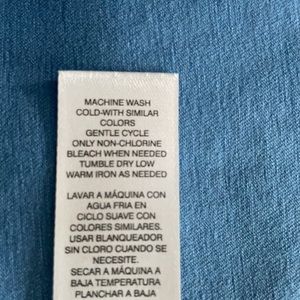 MACHINE WASH
COLD-WITH SIMILAR
COLORS
GENTLE CYCLE
ONLY NON-CHLORINE
BLEACH WHEN NEEDED
TUMBLE DRY LOW
WARM IRON AS NEEDED
LAVAR A MÁQUINA CON
AGUA FRIA EN
CICLO SUAVE CON
COLORES SIMILARES.
USAR BLANQUEADOR
SIN CLORO CUANDO SE
NECESITE.
SECAR A MÁQUINA A
BAJA TEMPERATURA
PLANCHAR A BAJA